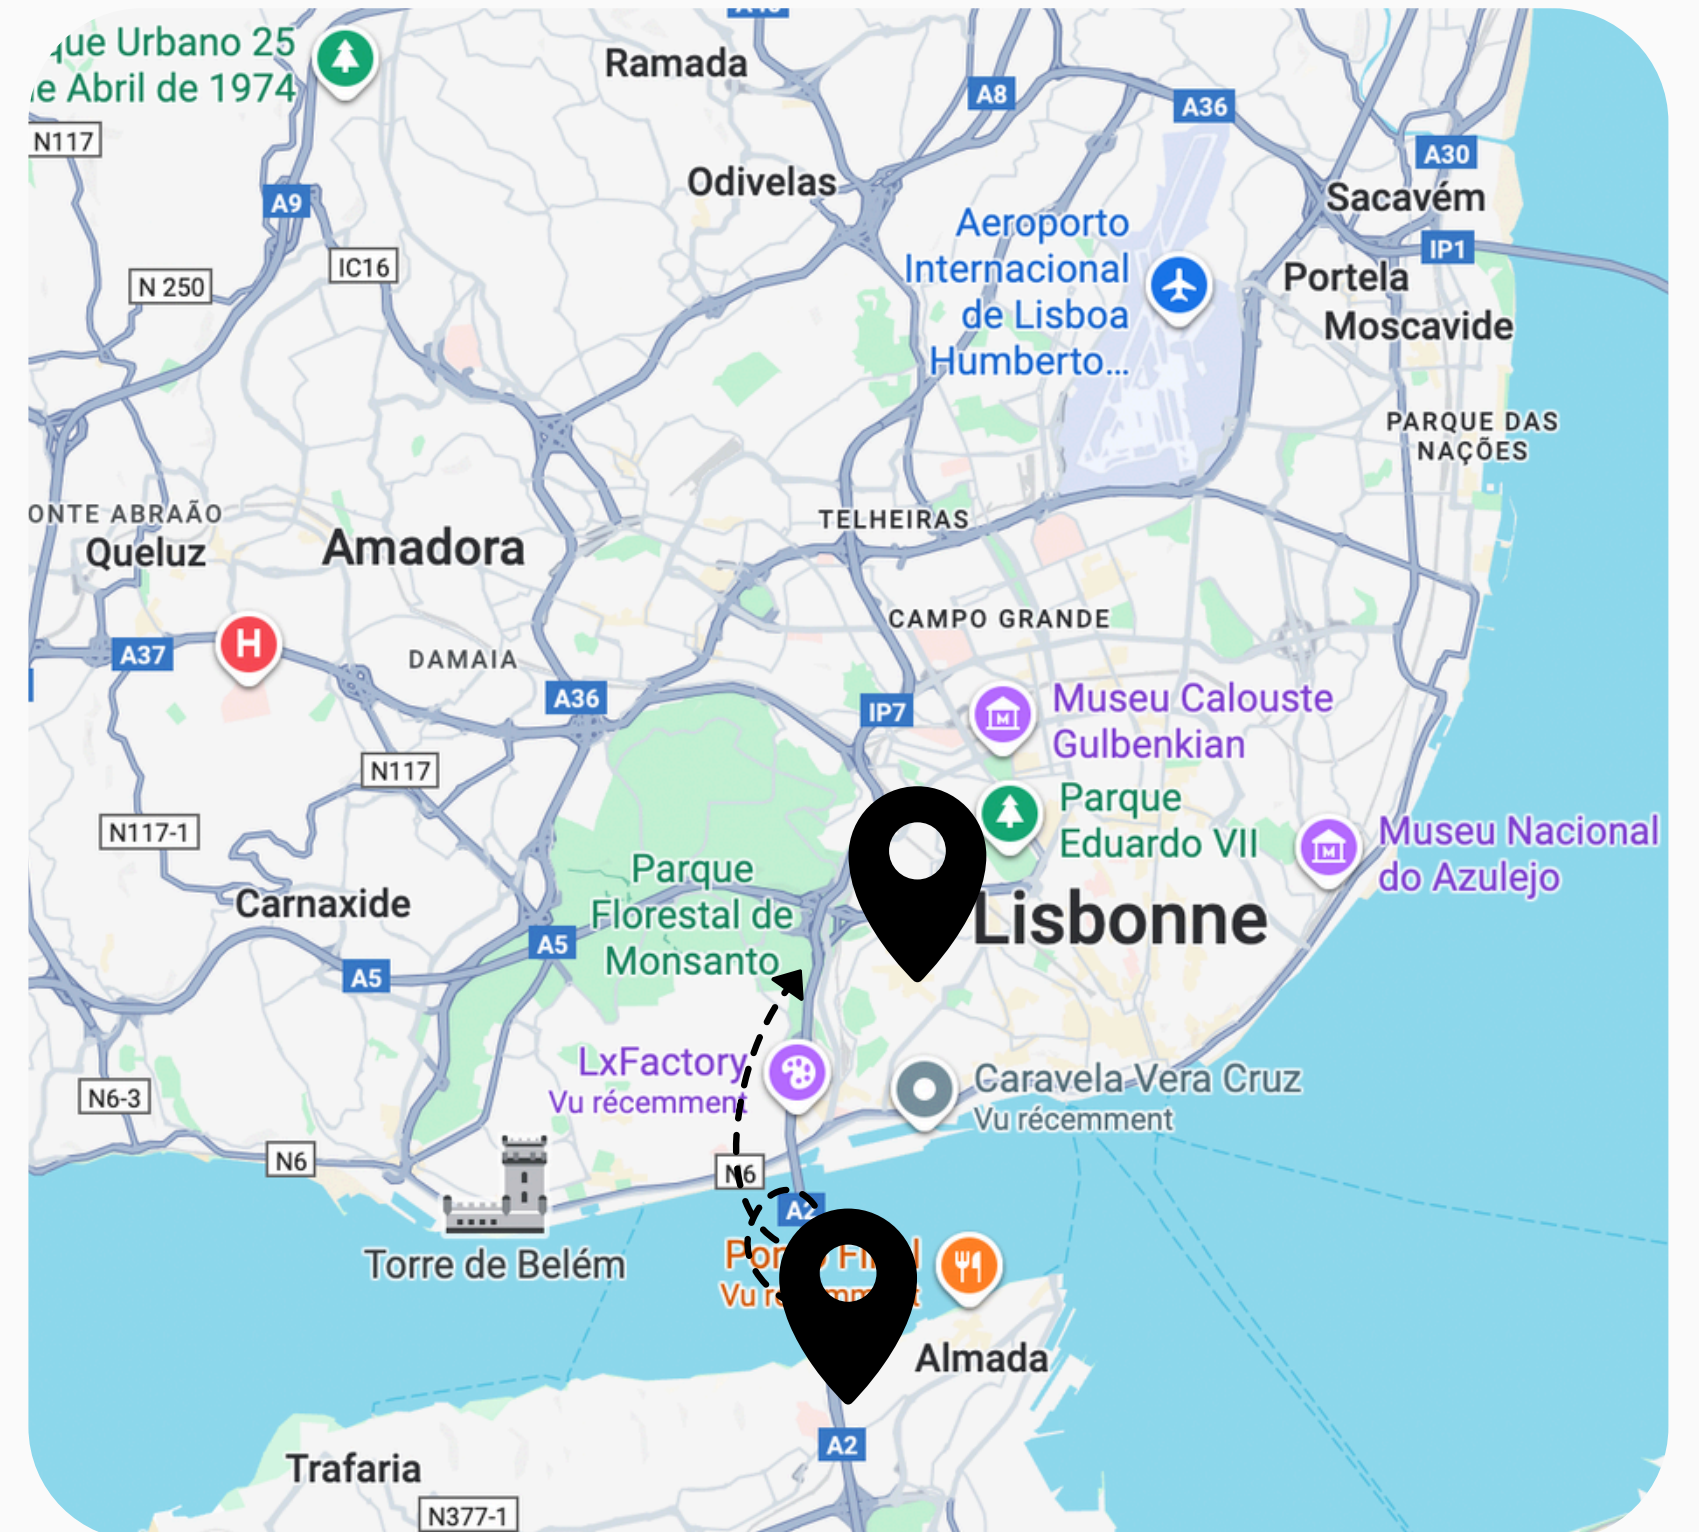 que Urbano 25
e Abril de 1974
Ramada
A8
A36
N117
A30
Odivelas
Sacavém
A9
Aeroporto
Internacional
de Lisboa
Humberto...
IP1
IC16
Portela
N 250
Moscavide
PARQUE DAS
NAÇÕES
ONTE ABRAÃO
Queluz
Amadora
TELHEIRAS
CAMPO GRANDE
H
A37
DAMAIA
A36
IP7
Museu Calouste
Gulbenkian
N117
Parque
Eduardo VII
N117-1
Museu Nacional
do Azulejo
Parque
Florestal de
Monsanto
Carnaxide
Lisbonne
A5
A5
LxFactory
Vu récemment
Caravela Vera Cruz
Vu récemment
N6-3
N6
N6
A2
Torre de Belém
Almada
A2
Trafaria
N377-1